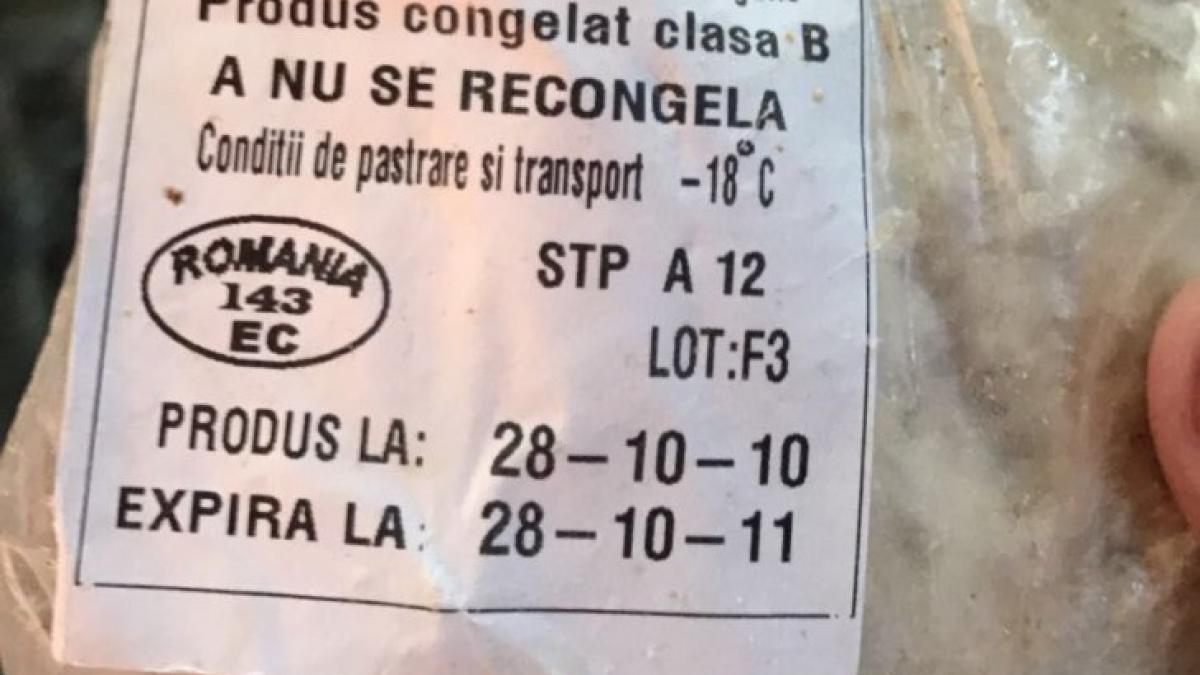 Produs congelat clasa B
A NU SE RECONGELA
Conditii de pastrare si transport -18°C
ROMANIA
143
EC
STP A 12
LOT:F3
PRODUS LA: 28-10-10
EXPIRA LA: 28-10-11